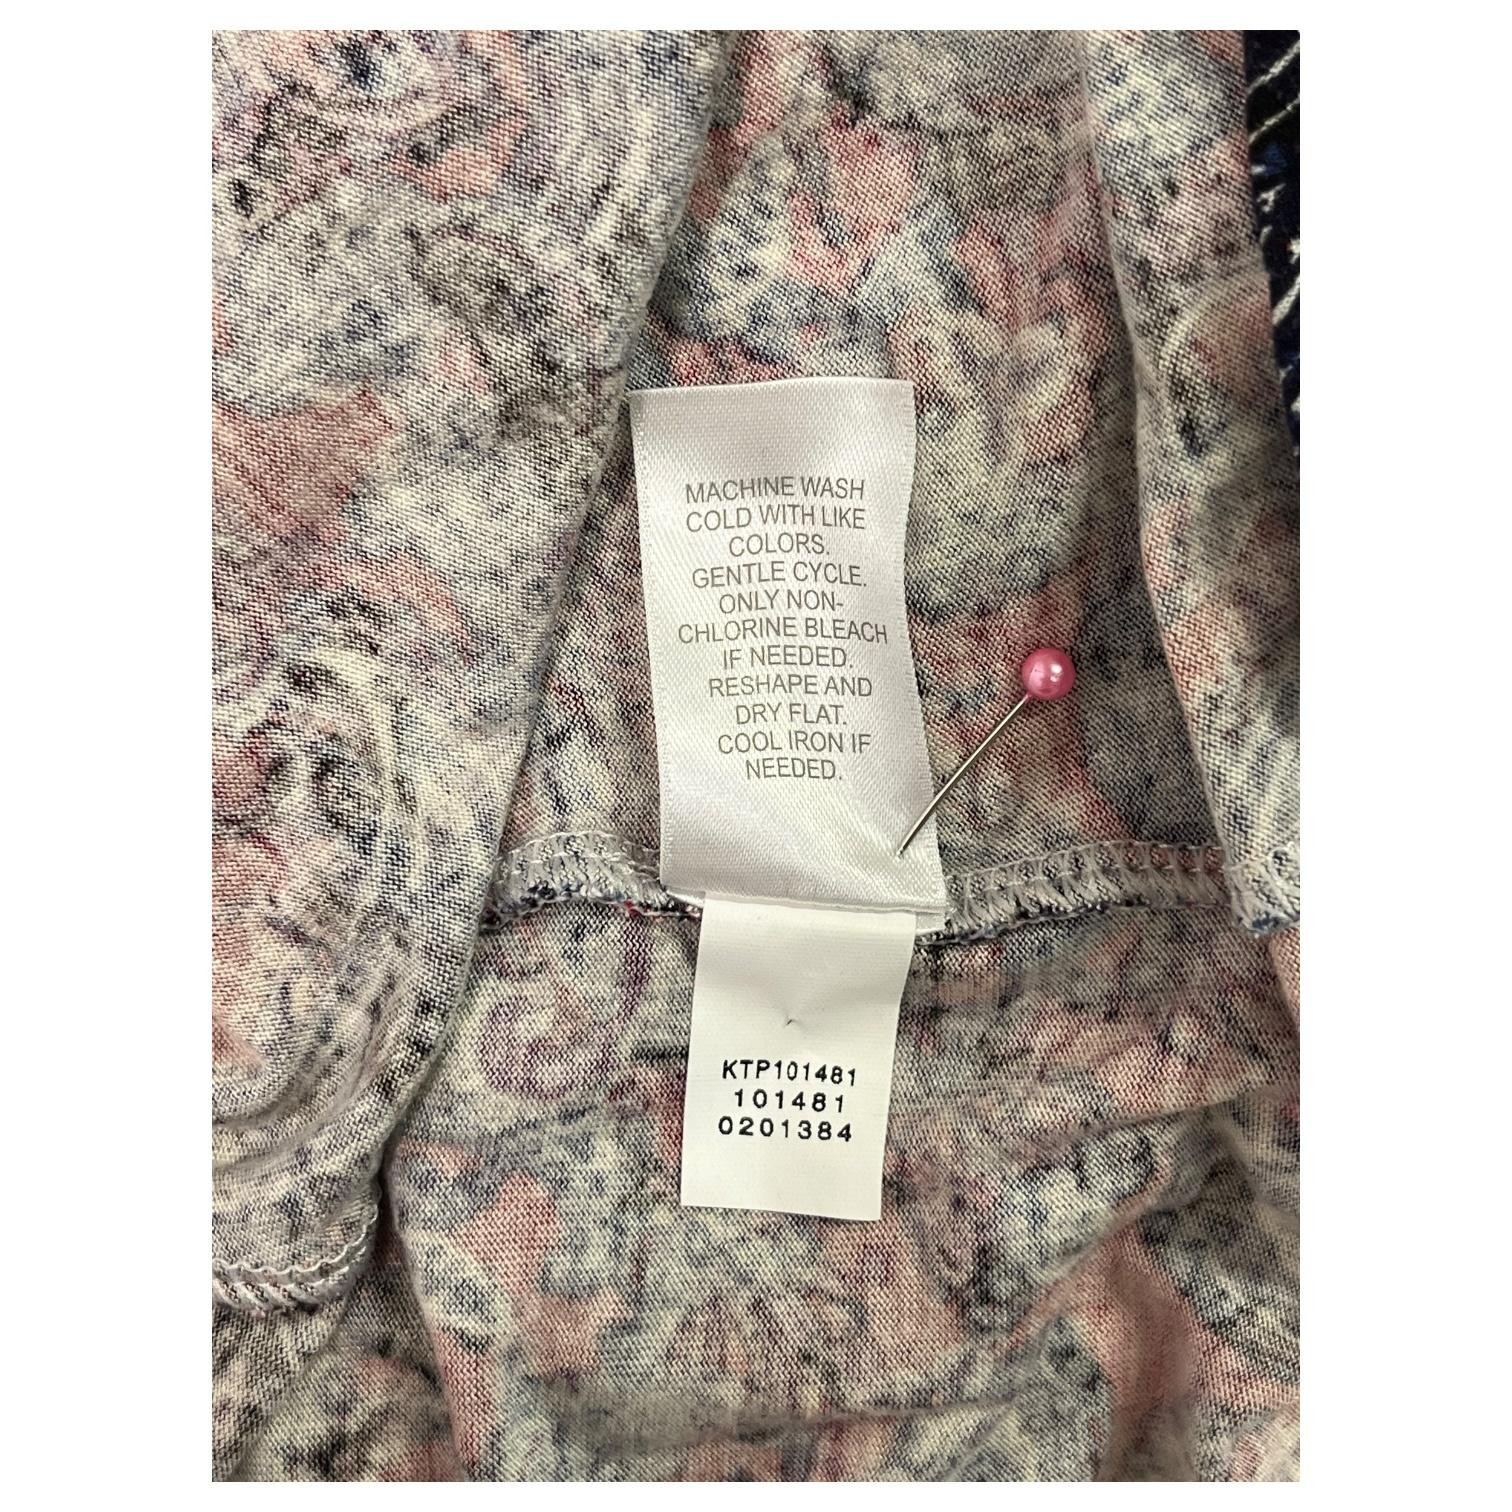 MACHINE WASH
COLD WITH LIKE
COLORS.
GENTLE CYCLE.
ONLY NON-
CHLORINE BLEACH
IF NEEDED.
RESHAPE AND
DRY FLAT.
COOL IRON IF
NEEDED.
KTP101481
101481
0201384